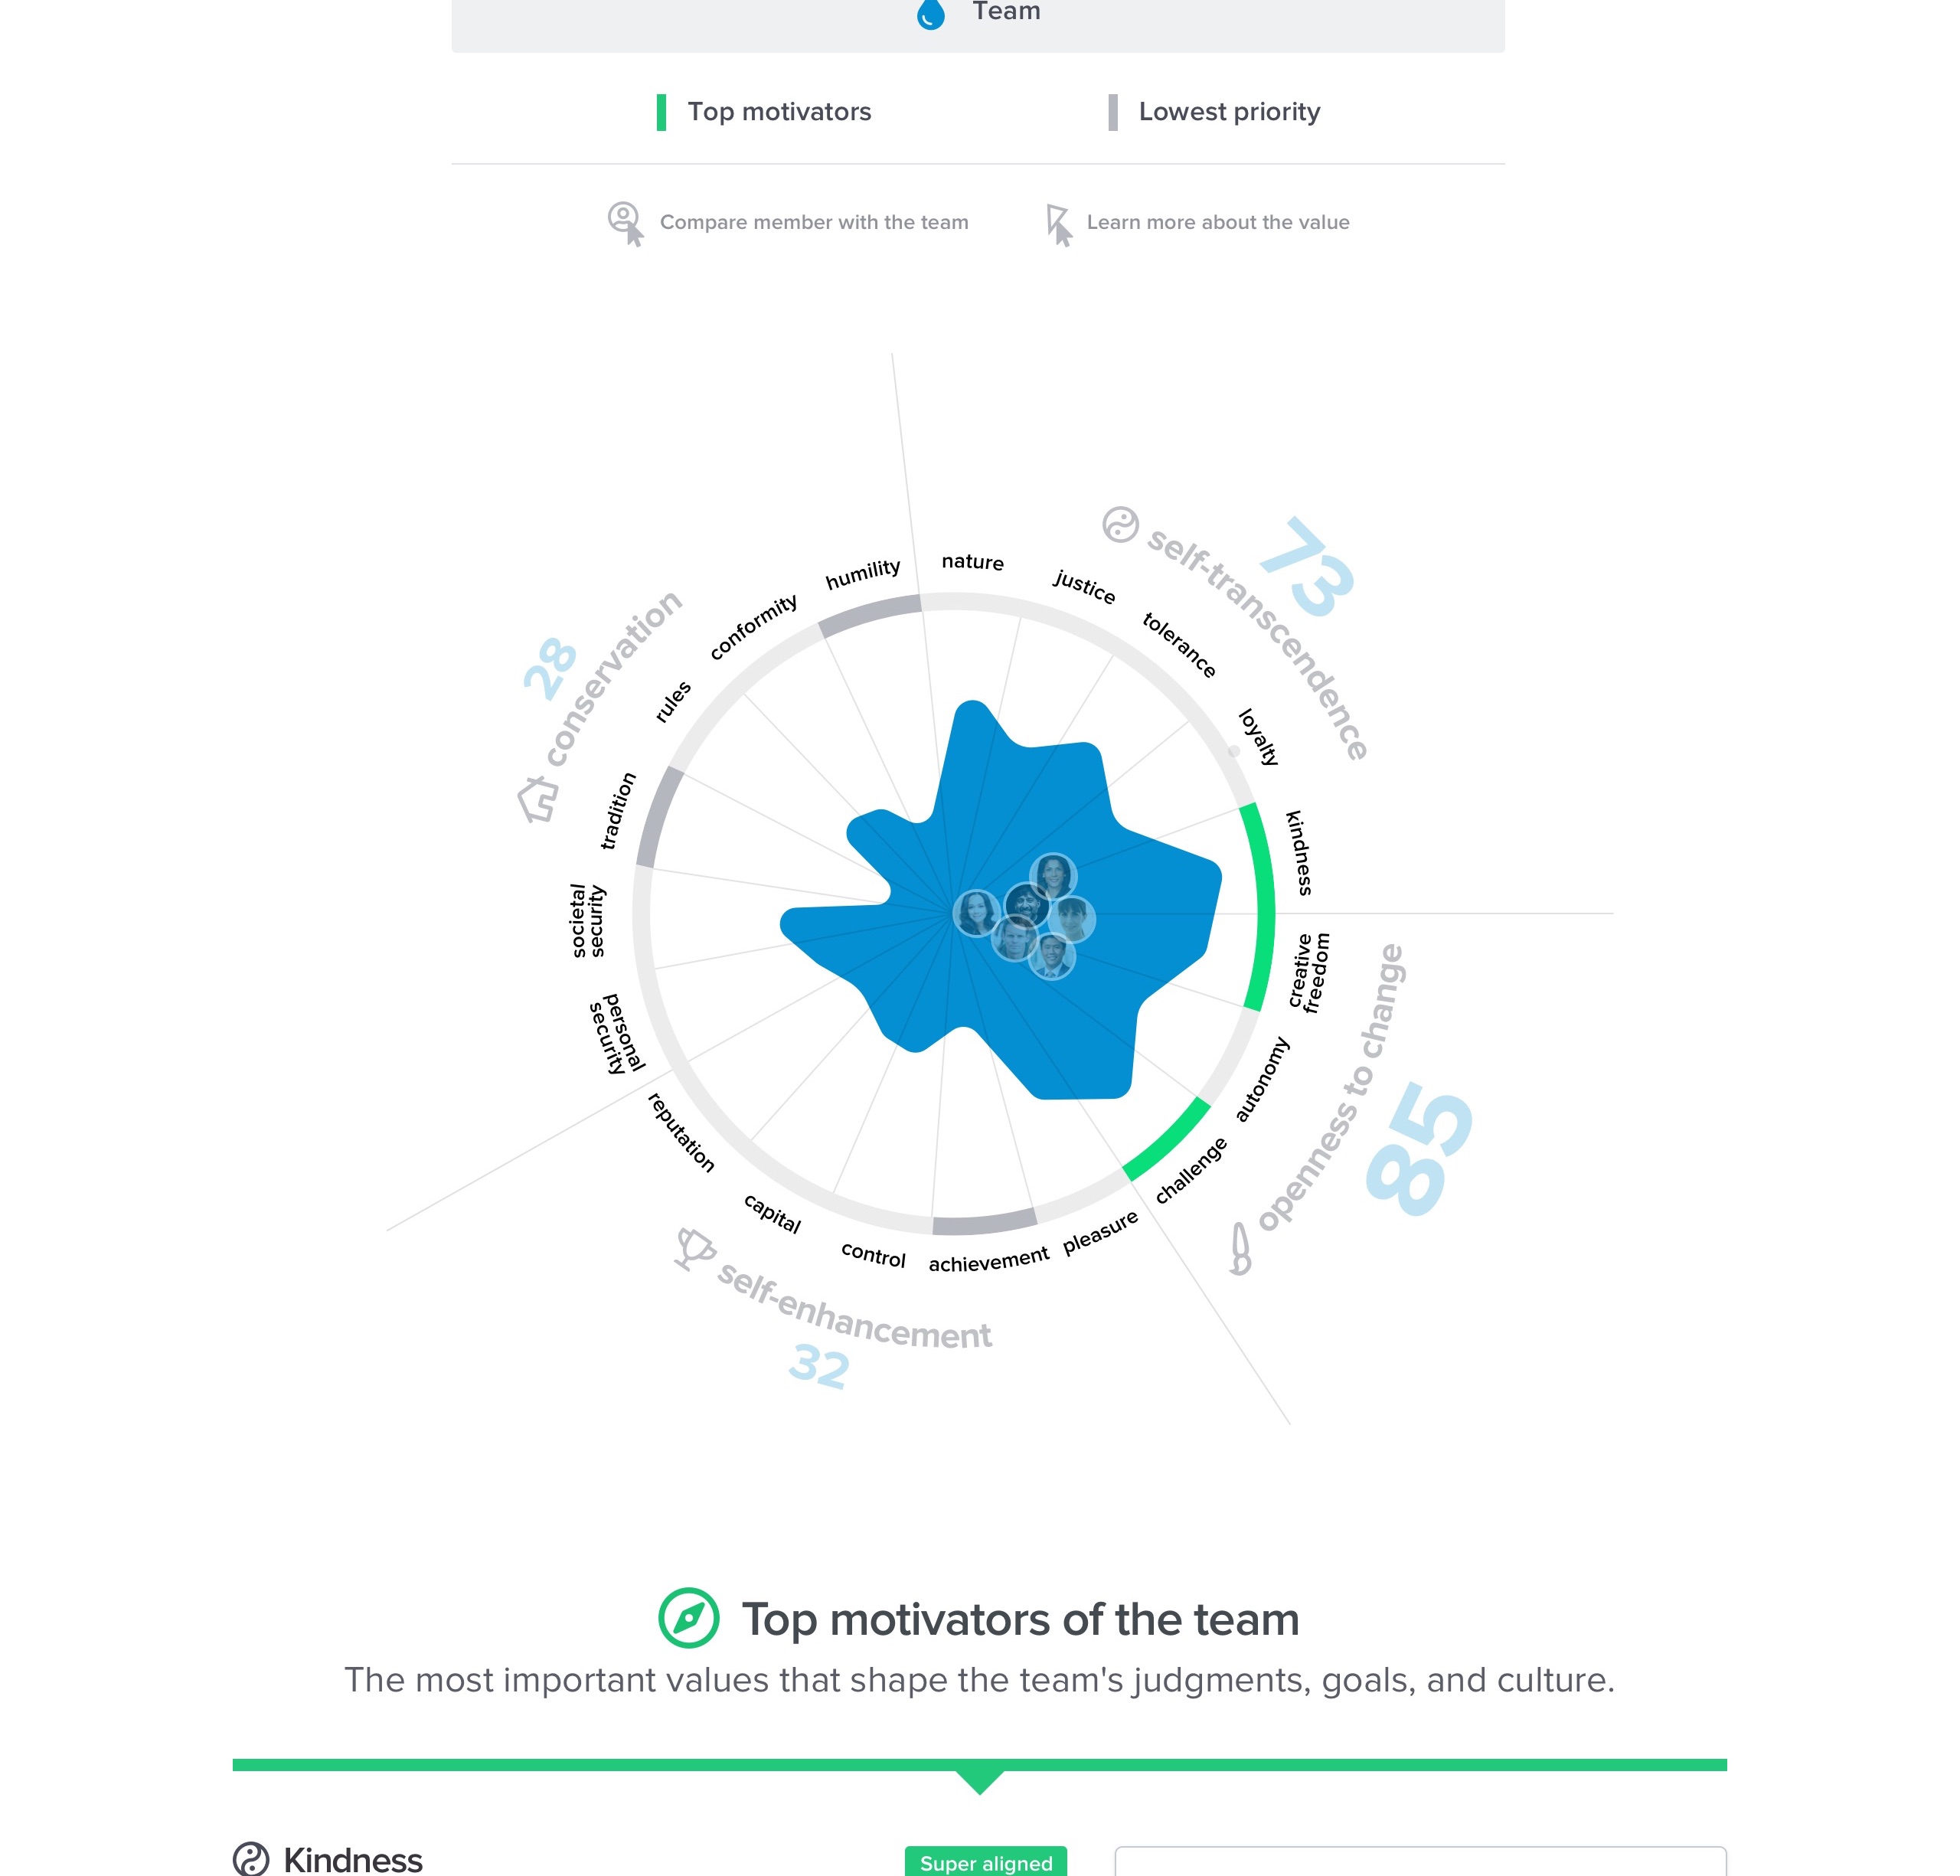 Team
Top motivators
Lowest priority
Compare member with the team
Learn more about the value
nature
justice
tolerance
loyalty
kindness
creative
freedom
autonomy
challenge
pleasure
achievement
control
capital
reputation
personal
security
societal
security
tradition
rules
conformity
humility
self-transcendence
73
openness to change
85
self-enhancement
32
conservation
28
Top motivators of the team
The most important values that shape the team's judgments, goals, and culture.
Kindness
Super aligned